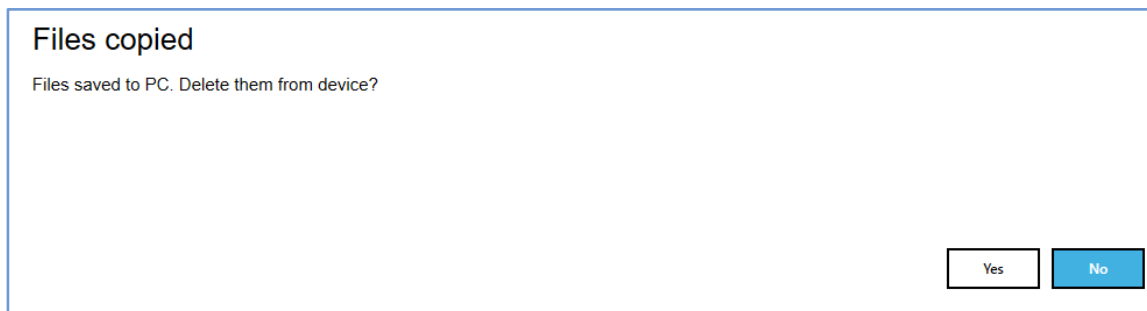 Files copied
Files saved to PC. Delete them from device?
Yes No